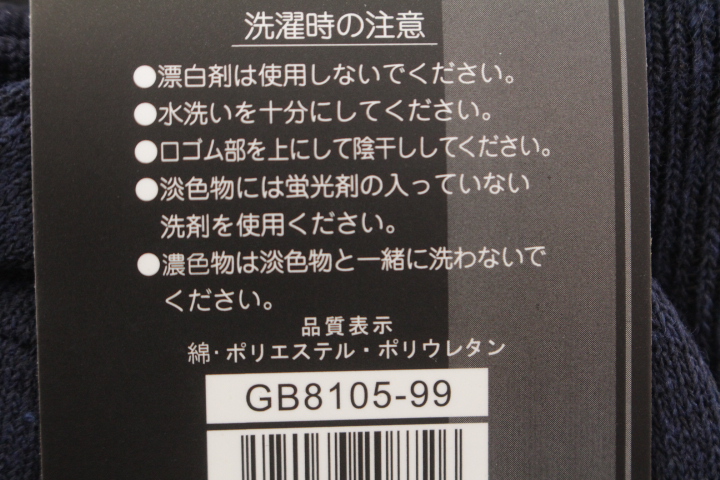 洗濯時の注意
●漂白剤は使用しないでください。
●水洗いを十分にしてください。
●口ゴム部を上にして陰干ししてください。
●淡色物には蛍光剤の入っていない
洗剤を使用ください。
●濃色物は淡色物と一緒に洗わないで
ください。
品質表示
綿・ポリエステル・ポリウレタン
GB8105-99